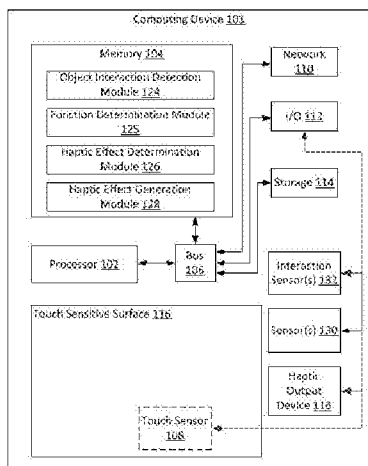 Computing Device 101
Memory 104
Object Interaction Detection
Module 124
Function Determination Module
125
Haptic Effect Determination
Module 126
Haptic Effect Generation
Module 128
Network
110
I/O 112
Storage 114
Processor 102
Bus
106
Interaction
Sensor(s) 132
Sensor(s) 130
Touch Sensitive Surface 116
Haptic
Output
Device 118
Touch Sensor
108